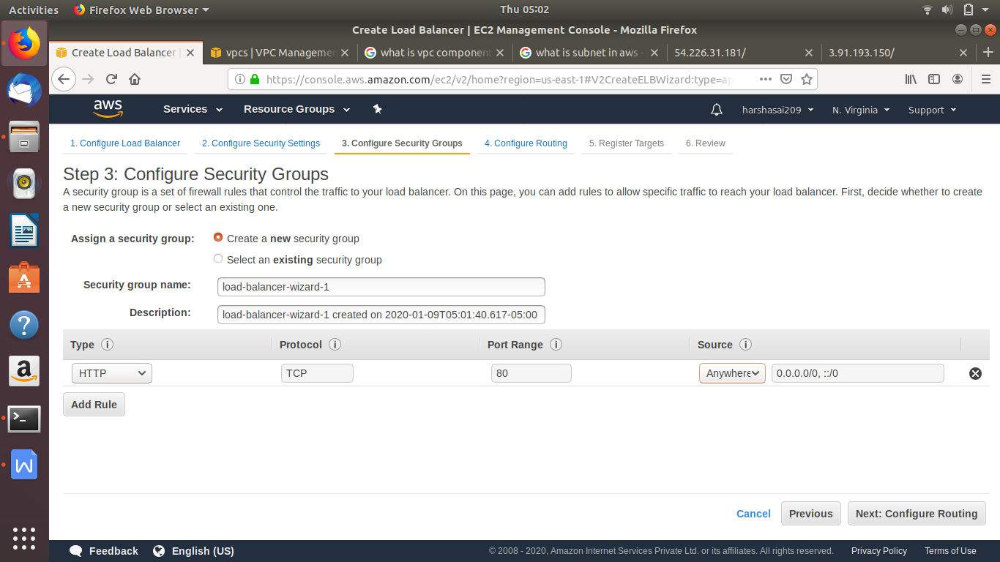 Activities Firefox Web Browser Thu 05:02
Create Load Balancer | EC2 Management Console - Mozilla Firefox
Create Load Balancer | vpcs | VPC Managemen what is vpc component what is subnet in aws - 54.226.31.181/ 3.91.193.150/
https://console.aws.amazon.com/ec2/v2/home?region=us-east-1#V2CreateELBWizard:type=ap
aws Services Resource Groups harshasai209 N. Virginia Support
1. Configure Load Balancer 2. Configure Security Settings 3. Configure Security Groups 4. Configure Routing 5. Register Targets 6. Review
Step 3: Configure Security Groups
A security group is a set of firewall rules that control the traffic to your load balancer. On this page, you can add rules to allow specific traffic to reach your load balancer. First, decide whether to create
a new security group or select an existing one.
Assign a security group: Create a new security group
Select an existing security group
Security group name: load-balancer-wizard-1
Description: load-balancer-wizard-1 created on 2020-01-09T05:01:40.617-05:00
Type Protocol Port Range Source
HTTP TCP 80 Anywhere 0.0.0.0/0, ::/0
Add Rule
Cancel Previous Next: Configure Routing
Feedback English (US) © 2008 - 2020, Amazon Internet Services Private Ltd. or its affiliates. All rights reserved. Privacy Policy Terms of Use